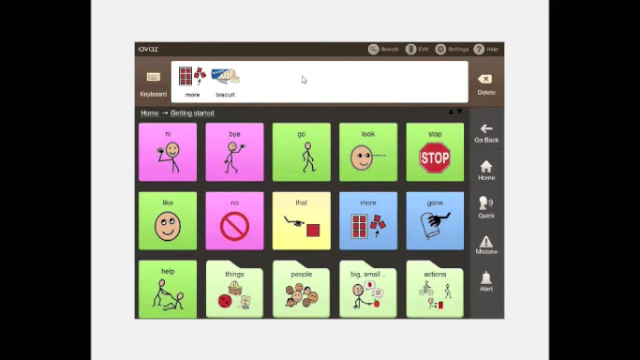 avaz Search Edit Settings Help
Keyboard more biscuit Delete
Home → Getting started
hi bye go look stop
Go Back
Home
like no that more gone
STOP
Quick
Mistake
help things people big, small .. actions
Alert